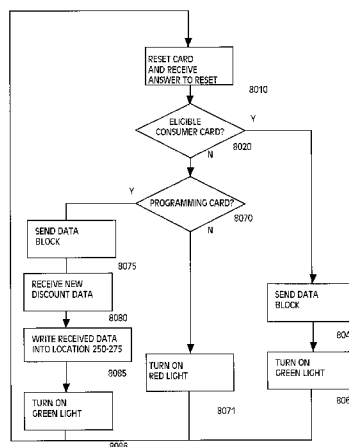 RESET CARD
AND RECEIVE
ANSWER TO RESET
8010
ELIGIBLE
CONSUMER CARD?
Y
8020
N
Y
PROGRAMMING CARD?
8070
N
SEND DATA
BLOCK
8075
RECEIVE NEW
DISCOUNT DATA
8080
SEND DATA
BLOCK
804
WRITE RECEIVED DATA
INTO LOCATION 250-275
8085
TURN ON
RED LIGHT
8071
TURN ON
GREEN LIGHT
806
TURN ON
GREEN LIGHT